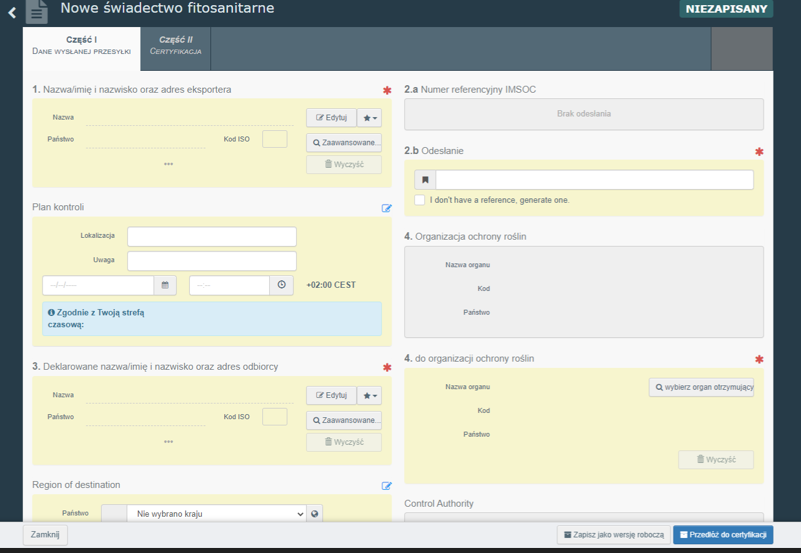 Nowe świadectwo fitosanitarne
NIEZAPISANY
Część I
Dane wysłanej przesyłki
Część II
Certyfikacja
1. Nazwa/imię i nazwisko oraz adres eksportera
Nazwa
Edytuj
Państwo
Kod ISO
Zaawansowane...
Wyczyść
Plan kontroli
Lokalizacja
Uwaga
--/--/----
--:--
+02:00 CEST
Zgodnie z Twoją strefą
czasową:
3. Deklarowane nazwa/imię i nazwisko oraz adres odbiorcy
Nazwa
Edytuj
Państwo
Kod ISO
Zaawansowane...
Wyczyść
Region of destination
Państwo
Nie wybrano kraju
2.a Numer referencyjny IMSOC
Brak odesłania
2.b Odesłanie
I don't have a reference, generate one.
4. Organizacja ochrony roślin
Nazwa organu
Kod
Państwo
4. do organizacji ochrony roślin
Nazwa organu
wybierz organ otrzymujący
Kod
Państwo
Wyczyść
Control Authority
Zamknij
Zapisz jako wersję roboczą
Przedłóż do certyfikacji